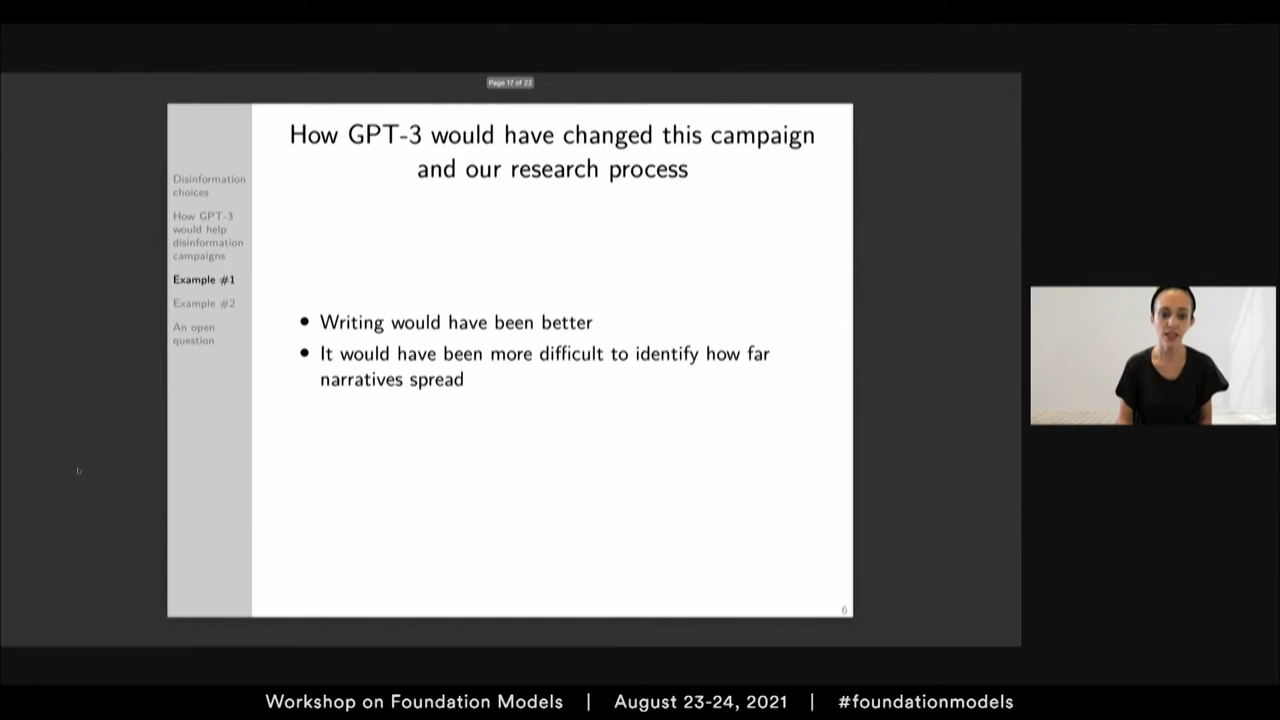 Page 17 of 22
How GPT-3 would have changed this campaign
and our research process
Disinformation
choices
How GPT-3
would help
disinformation
campaigns
Example #1
Example #2
An open
question
• Writing would have been better
• It would have been more difficult to identify how far
narratives spread
6
Workshop on Foundation Models | August 23-24, 2021 | #foundationmodels